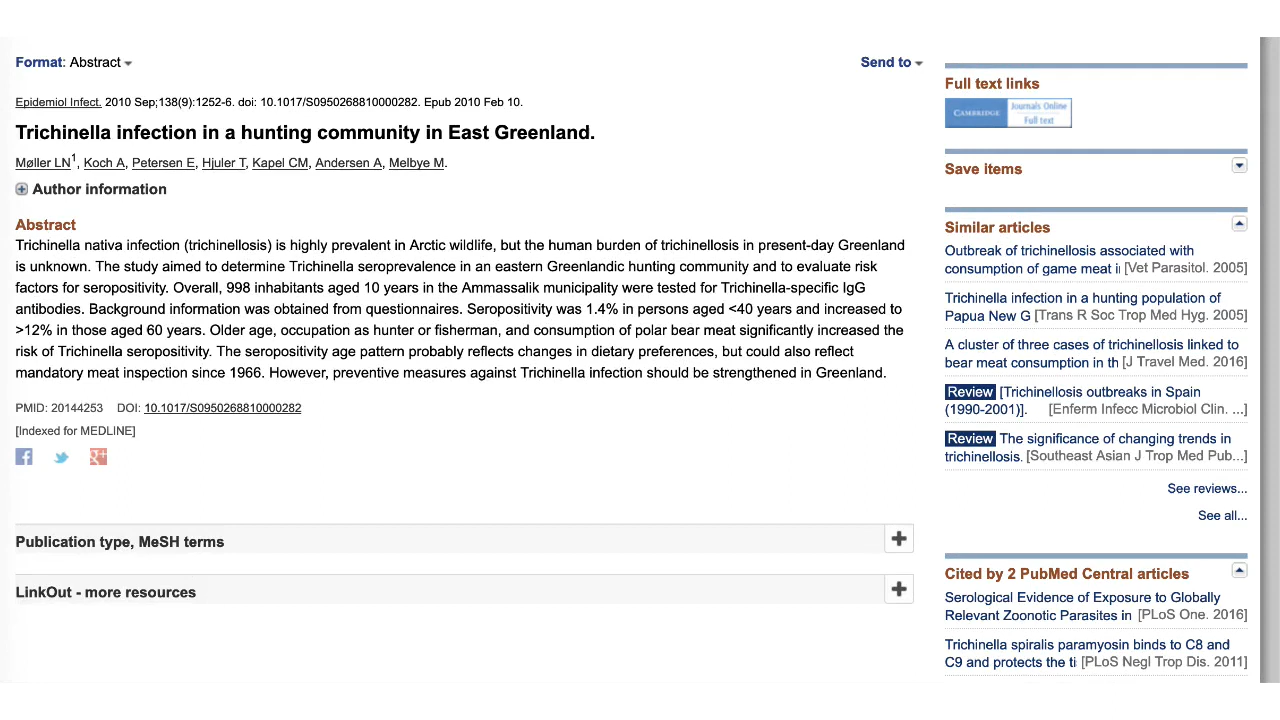 Format: Abstract
Send to
Epidemiol Infect. 2010 Sep;138(9):1252-6. doi: 10.1017/S0950268810000282. Epub 2010 Feb 10.
Trichinella infection in a hunting community in East Greenland.
Møller LN1, Koch A, Petersen E, Hjuler T, Kapel CM, Andersen A, Melbye M.
Author information
Abstract
Trichinella nativa infection (trichinellosis) is highly prevalent in Arctic wildlife, but the human burden of trichinellosis in present-day Greenland
is unknown. The study aimed to determine Trichinella seroprevalence in an eastern Greenlandic hunting community and to evaluate risk
factors for seropositivity. Overall, 998 inhabitants aged 10 years in the Ammassalik municipality were tested for Trichinella-specific IgG
antibodies. Background information was obtained from questionnaires. Seropositivity was 1.4% in persons aged <40 years and increased to
>12% in those aged 60 years. Older age, occupation as hunter or fisherman, and consumption of polar bear meat significantly increased the
risk of Trichinella seropositivity. The seropositivity age pattern probably reflects changes in dietary preferences, but could also reflect
mandatory meat inspection since 1966. However, preventive measures against Trichinella infection should be strengthened in Greenland.
PMID: 20144253 DOI: 10.1017/S0950268810000282
[Indexed for MEDLINE]
Publication type, MeSH terms
LinkOut - more resources
Full text links
CAMBRIDGE Journals Online
Full text
Save items
Similar articles
Outbreak of trichinellosis associated with
consumption of game meat i [Vet Parasitol. 2005]
Trichinella infection in a hunting population of
Papua New G [Trans R Soc Trop Med Hyg. 2005]
A cluster of three cases of trichinellosis linked to
bear meat consumption in th [J Travel Med. 2016]
Review [Trichinellosis outbreaks in Spain
(1990-2001)]. [Enferm Infecc Microbiol Clin. ...]
Review The significance of changing trends in
trichinellosis. [Southeast Asian J Trop Med Pub...]
See reviews...
See all...
Cited by 2 PubMed Central articles
Serological Evidence of Exposure to Globally
Relevant Zoonotic Parasites in [PLoS One. 2016]
Trichinella spiralis paramyosin binds to C8 and
C9 and protects the ti [PLoS Negl Trop Dis. 2011]